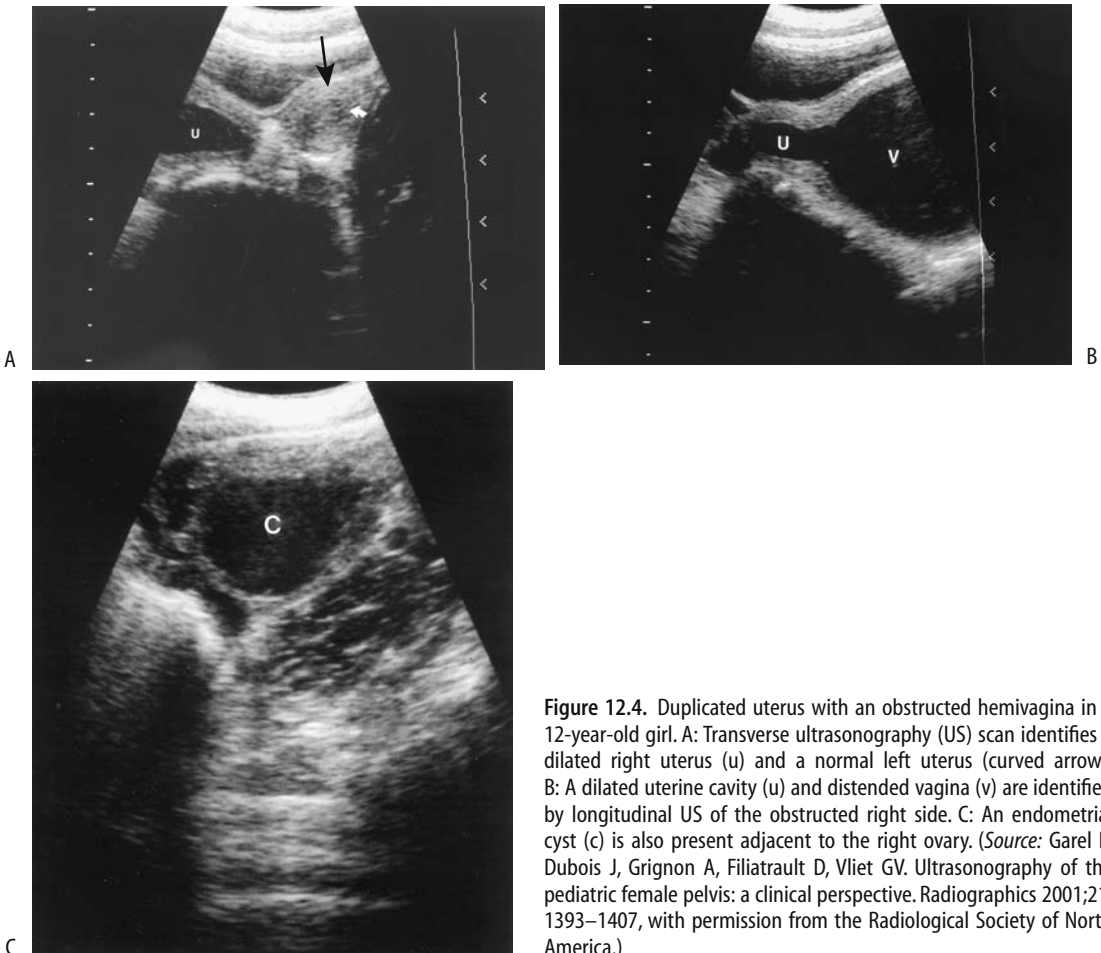 U
A
U
V
B
C
C
Figure 12.4. Duplicated uterus with an obstructed hemivagina in
12-year-old girl. A: Transverse ultrasonography (US) scan identifies
dilated right uterus (u) and a normal left uterus (curved arrow
B: A dilated uterine cavity (u) and distended vagina (v) are identifie
by longitudinal US of the obstructed right side. C: An endometria
cyst (c) is also present adjacent to the right ovary. (Source: Garel
Dubois J, Grignon A, Filiatrault D, Vliet GV. Ultrasonography of th
pediatric female pelvis: a clinical perspective. Radiographics 2001;21
1393–1407, with permission from the Radiological Society of Nort
America.)